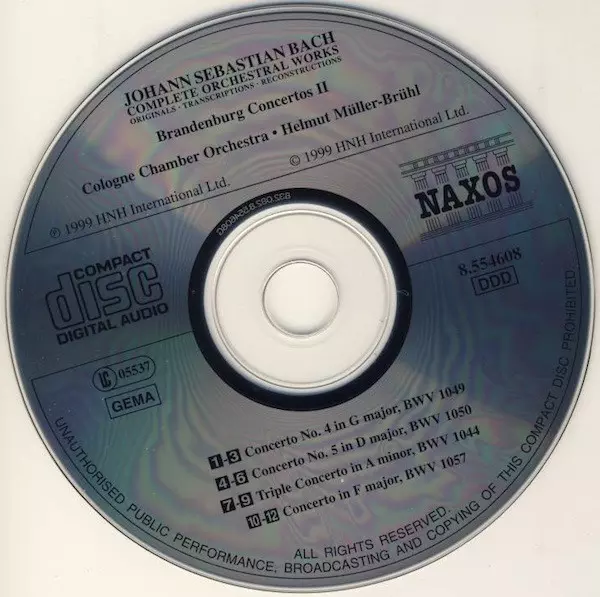 JOHANN SEBASTIAN BACH
COMPLETE ORCHESTRAL WORKS
ORIGINALS · TRANSCRIPTIONS · RECONSTRUCTIONS
Brandenburg Concertos II
Cologne Chamber Orchestra • Helmut Müller-Brühl
℗ 1999 HNH International Ltd.
© 1999 HNH International Ltd.
NAXOS
8.554608
DDD
COMPACT
disc
DIGITAL AUDIO
LC 05537
GEMA
1-3 Concerto No. 4 in G major, BWV 1049
4-6 Concerto No. 5 in D major, BWV 1050
7-9 Triple Concerto in A minor, BWV 1044
10-12 Concerto in F major, BWV 1057
ALL RIGHTS RESERVED.
UNAUTHORISED PUBLIC PERFORMANCE, BROADCASTING AND COPYING OF THIS COMPACT DISC PROHIBITED.